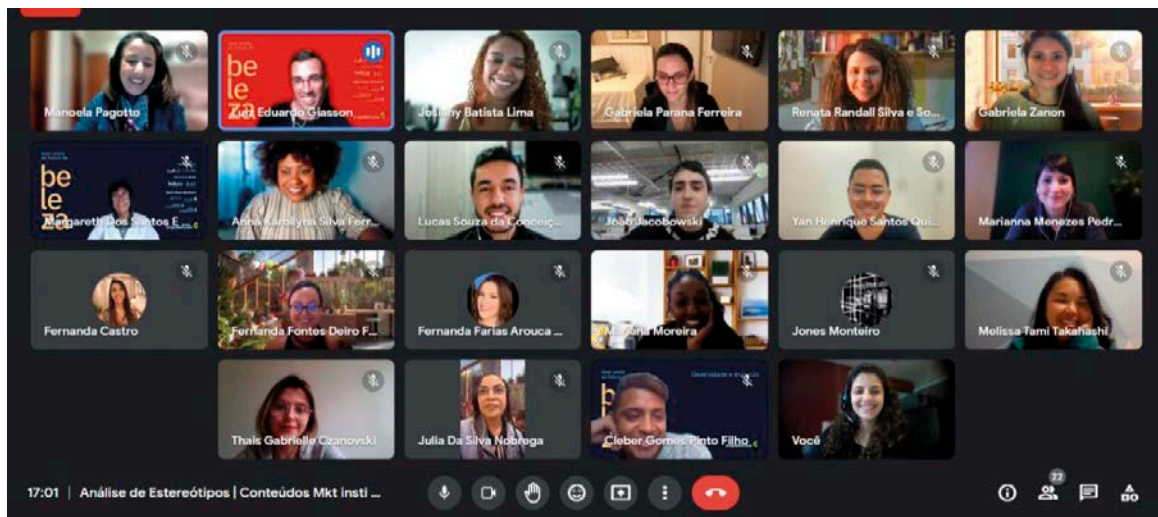 Manoela Pagotto
Luiz Eduardo Giasson
Josiany Batista Lima
Gabriela Parana Ferreira
Renata Randall Silva e So...
Gabriela Zanon
be
le
za
be
le
za
Margareth Dos Santos E...
Anna Karollyna Silva Ferr...
Lucas Souza da Conceiç...
João Jacobowski
Yan Henrique Santos Qui...
Marianna Menezes Pedr...
Fernanda Castro
Fernanda Fontes Deiro F...
Fernanda Farias Arouca ...
Moreira
Jones Monteiro
Melissa Tami Takahashi
Thais Gabrielle Czanovski
Julia Da Silva Nobrega
Diversidade e Inclusão
Cleber Gomes Pinto Filho
Você
17:01 | Análise de Estereótipos | Conteúdos Mkt insti ...
22